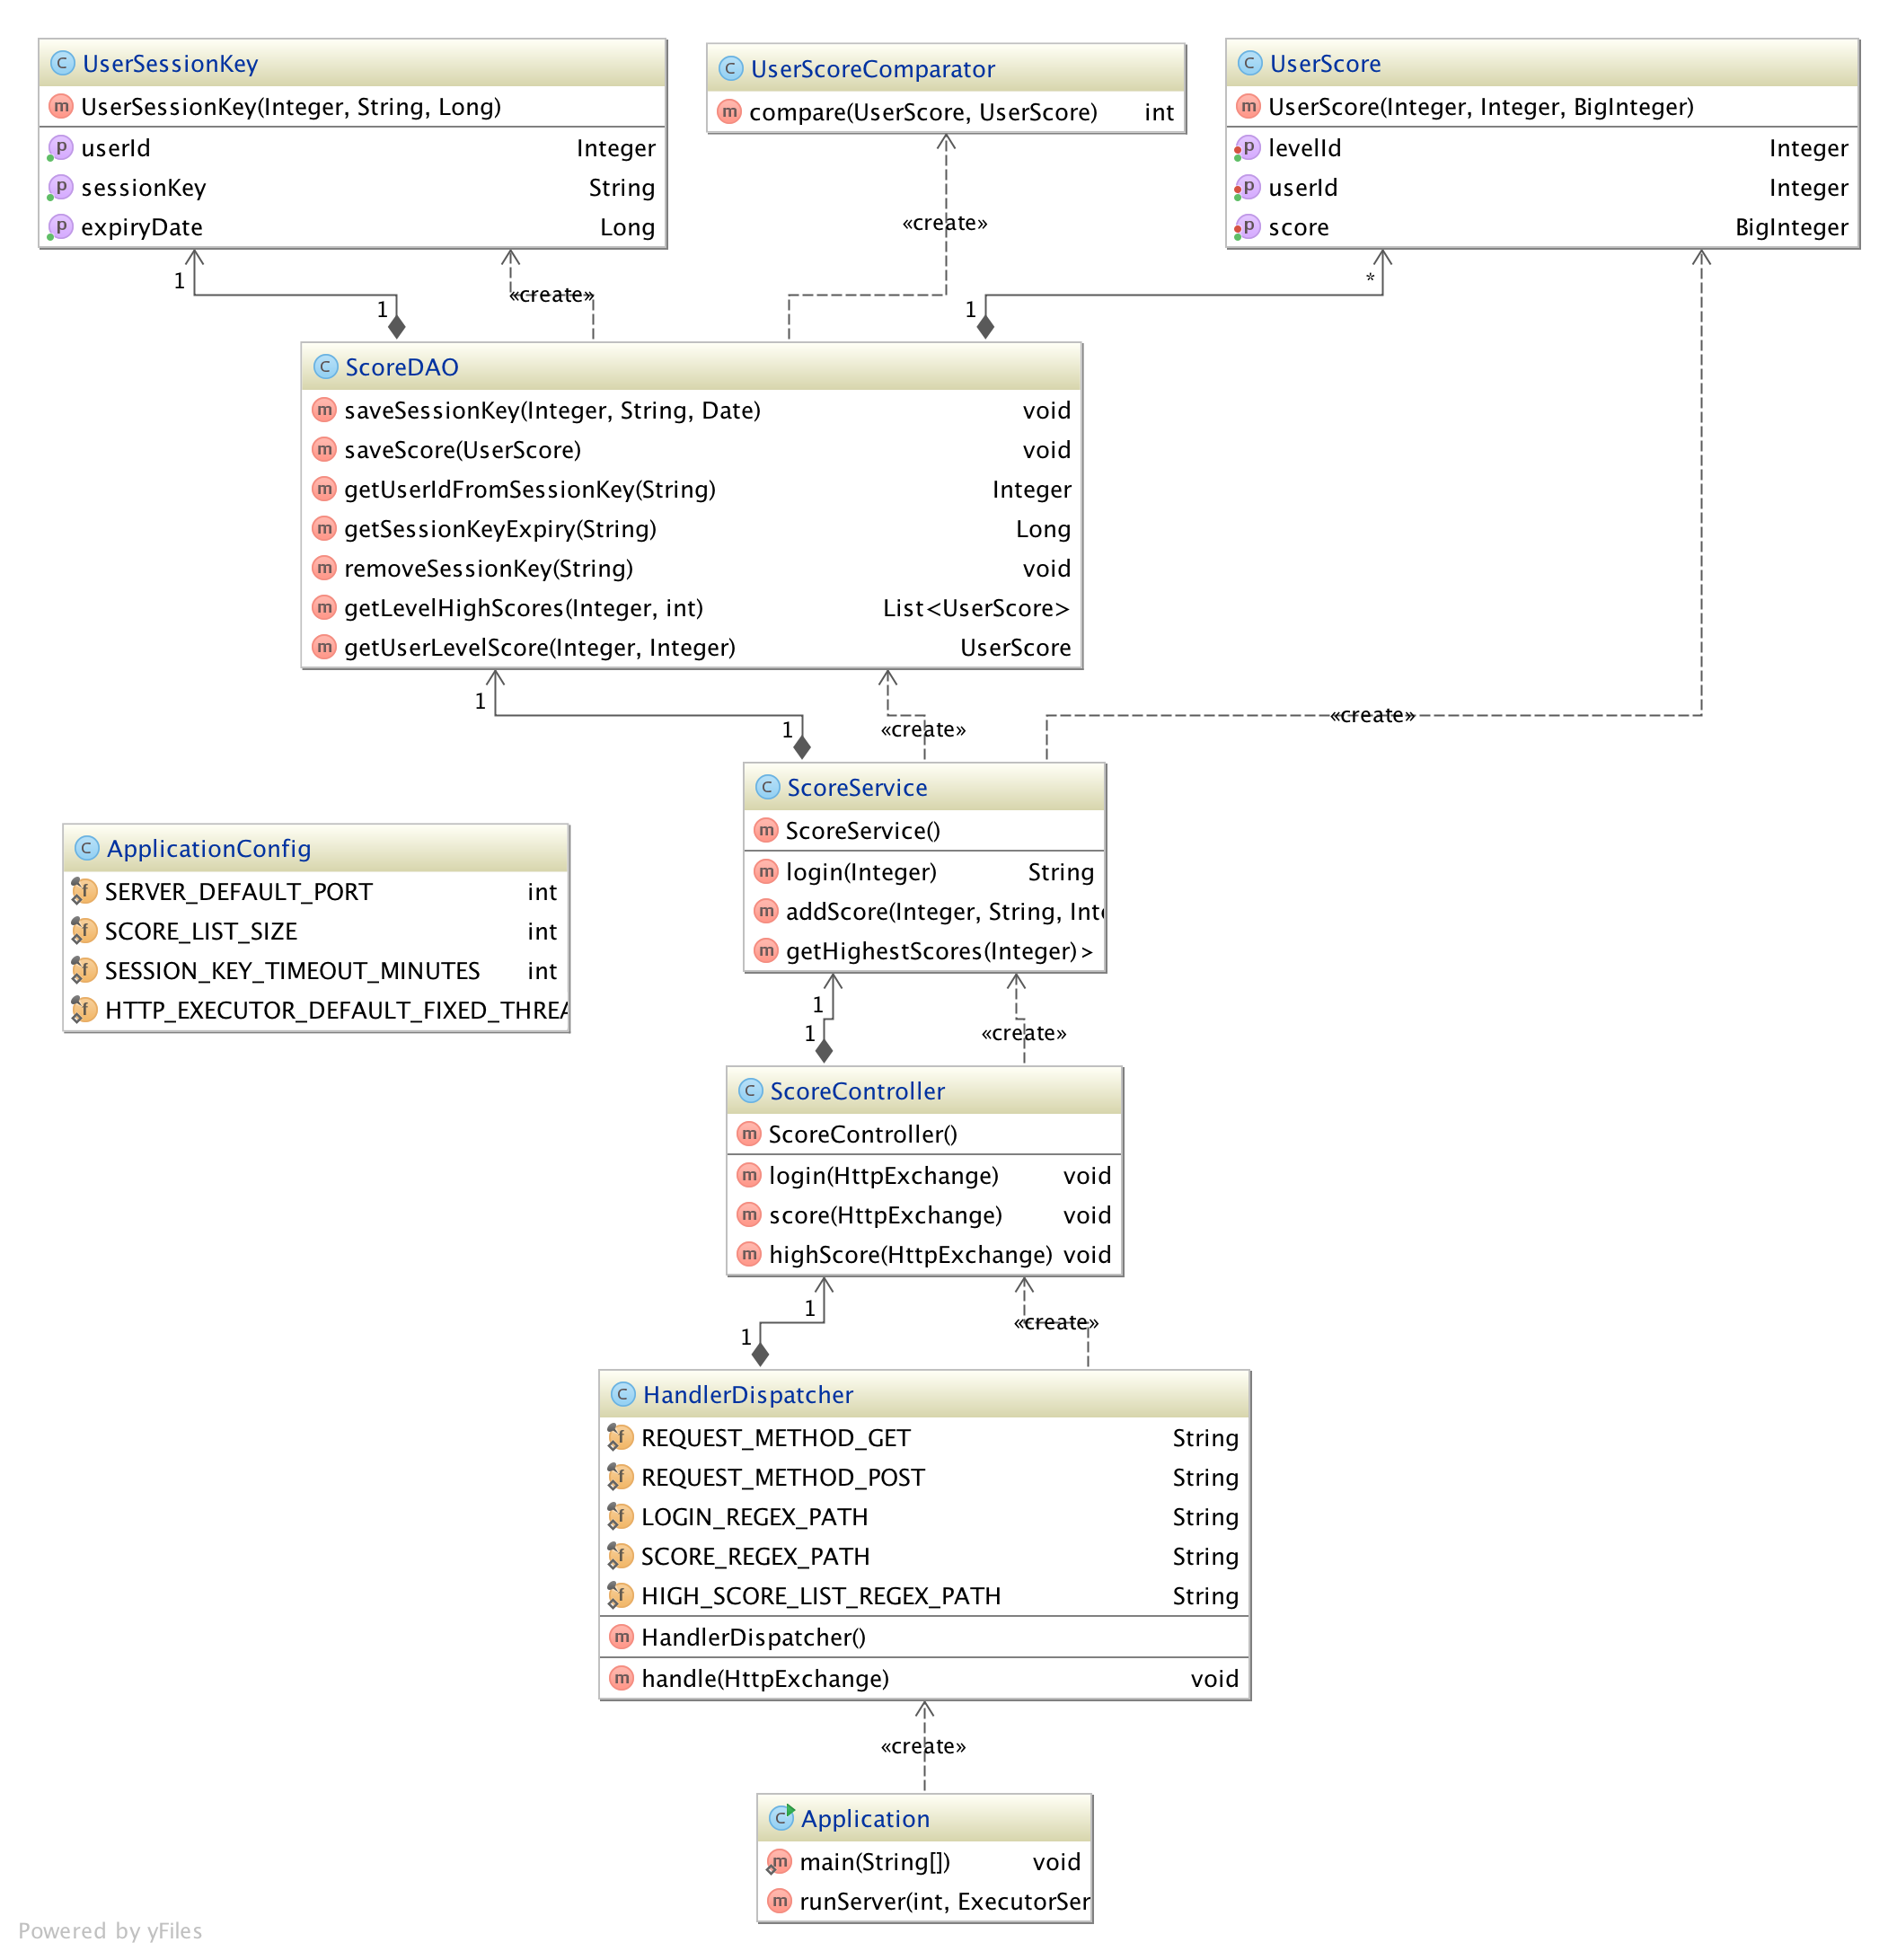 UserSessionKey
UserSessionKey(Integer, String, Long)
userId Integer
sessionKey String
expiryDate Long
UserScoreComparator
compare(UserScore, UserScore) int
UserScore
UserScore(Integer, Integer, BigInteger)
levelId Integer
userId Integer
score BigInteger
«create»
1
1
«create»
1
*
ScoreDAO
saveSessionKey(Integer, String, Date) void
saveScore(UserScore) void
getUserIdFromSessionKey(String) Integer
getSessionKeyExpiry(String) Long
removeSessionKey(String) void
getLevelHighScores(Integer, int) List<UserScore>
getUserLevelScore(Integer, Integer) UserScore
1
1
«create»
«create»
ScoreService
ScoreService()
login(Integer) String
addScore(Integer, String, Inte
getHighestScores(Integer)>
ApplicationConfig
SERVER_DEFAULT_PORT int
SCORE_LIST_SIZE int
SESSION_KEY_TIMEOUT_MINUTES int
HTTP_EXECUTOR_DEFAULT_FIXED_THREA
1
1
«create»
ScoreController
ScoreController()
login(HttpExchange) void
score(HttpExchange) void
highScore(HttpExchange) void
1
1
«create»
HandlerDispatcher
REQUEST_METHOD_GET String
REQUEST_METHOD_POST String
LOGIN_REGEX_PATH String
SCORE_REGEX_PATH String
HIGH_SCORE_LIST_REGEX_PATH String
HandlerDispatcher()
handle(HttpExchange) void
«create»
Application
main(String[]) void
runServer(int, ExecutorSer
Powered by yFiles